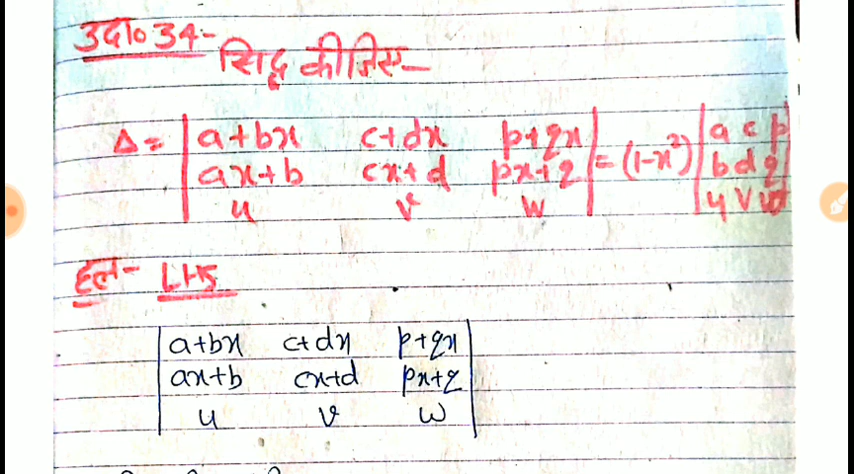 उदा० 34-
सिद्ध कीजिए-
Δ = | a+bx c+dx p+qx | = (1-x²) | a c p |
| ax+b cx+d px+q | | b d q |
| u v w | | u v w |
हल- LHS
| a+bx c+dx p+qx |
| ax+b cx+d px+q |
| u v w |